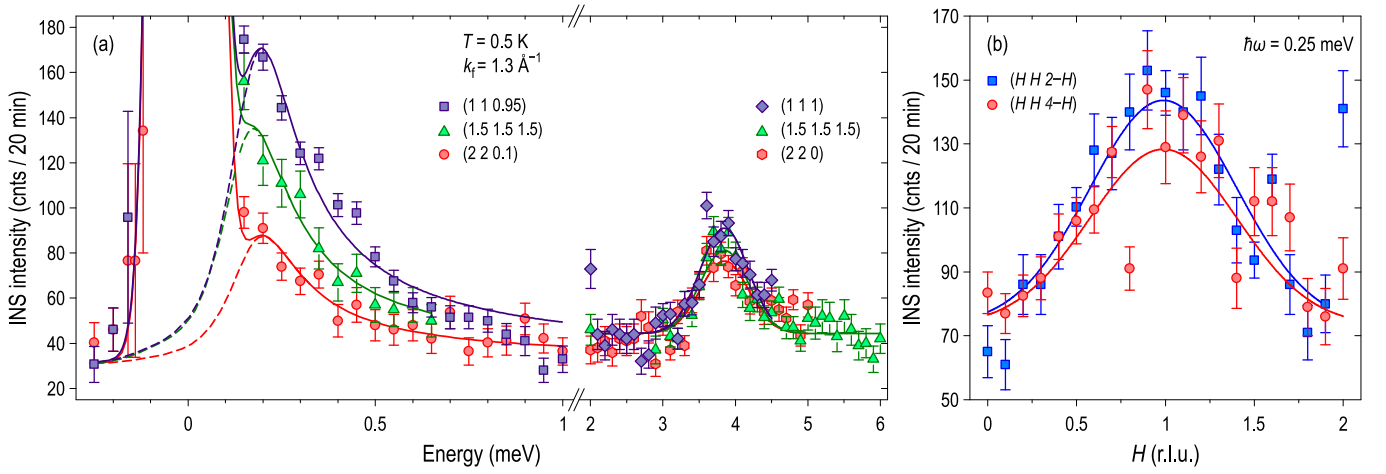 (a)
T = 0.5 K
k_f = 1.3 Å⁻¹
(1 1 0.95)
(1.5 1.5 1.5)
(2 2 0.1)
(1 1 1)
(1.5 1.5 1.5)
(2 2 0)
INS intensity (cnts / 20 min)
180
160
140
120
100
80
60
40
20
0
0.5
1
2
3
4
5
6
Energy (meV)
(b)
ℏω = 0.25 meV
(H H 2–H)
(H H 4–H)
INS intensity (cnts / 20 min)
170
150
130
110
90
70
50
0
0.5
1.0
1.5
2.0
H (r.l.u.)